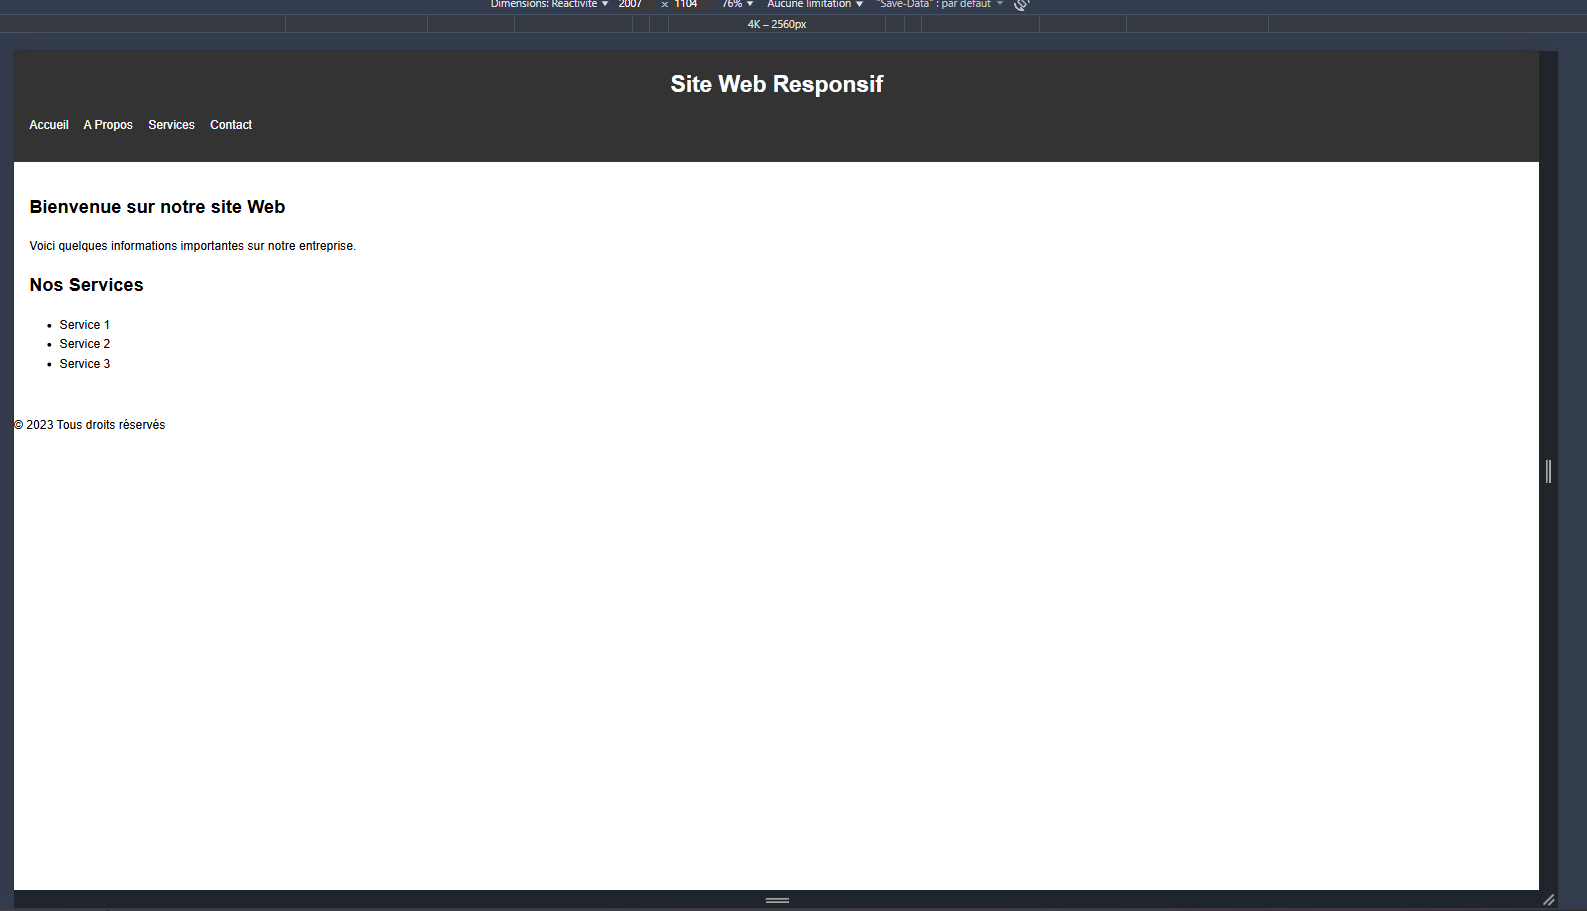 Dimensions: Réactivité 2007 × 1104 76% Aucune limitation "Save-Data" : par défaut
4K – 2560px
Site Web Responsif
Accueil A Propos Services Contact
Bienvenue sur notre site Web
Voici quelques informations importantes sur notre entreprise.
Nos Services
• Service 1
• Service 2
• Service 3
© 2023 Tous droits réservés